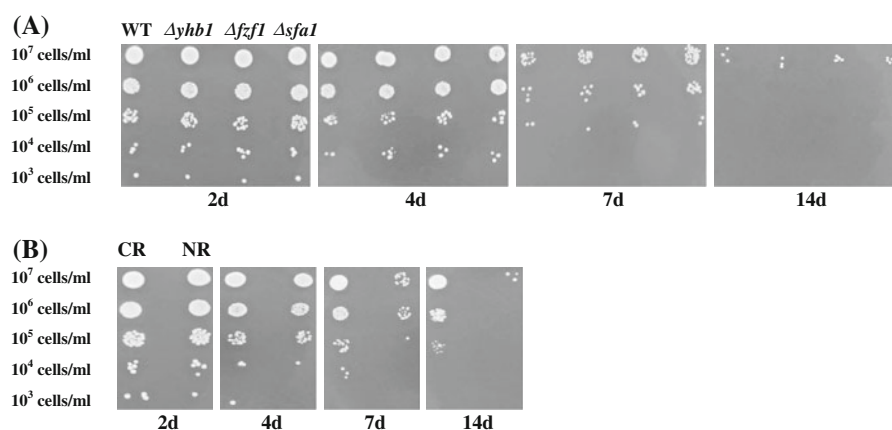 (A)
WT Δyhb1 Δfzf1 Δsfa1
10⁷ cells/ml
10⁶ cells/ml
10⁵ cells/ml
10⁴ cells/ml
10³ cells/ml
2d 4d 7d 14d
(B)
CR NR
10⁷ cells/ml
10⁶ cells/ml
10⁵ cells/ml
10⁴ cells/ml
10³ cells/ml
2d 4d 7d 14d